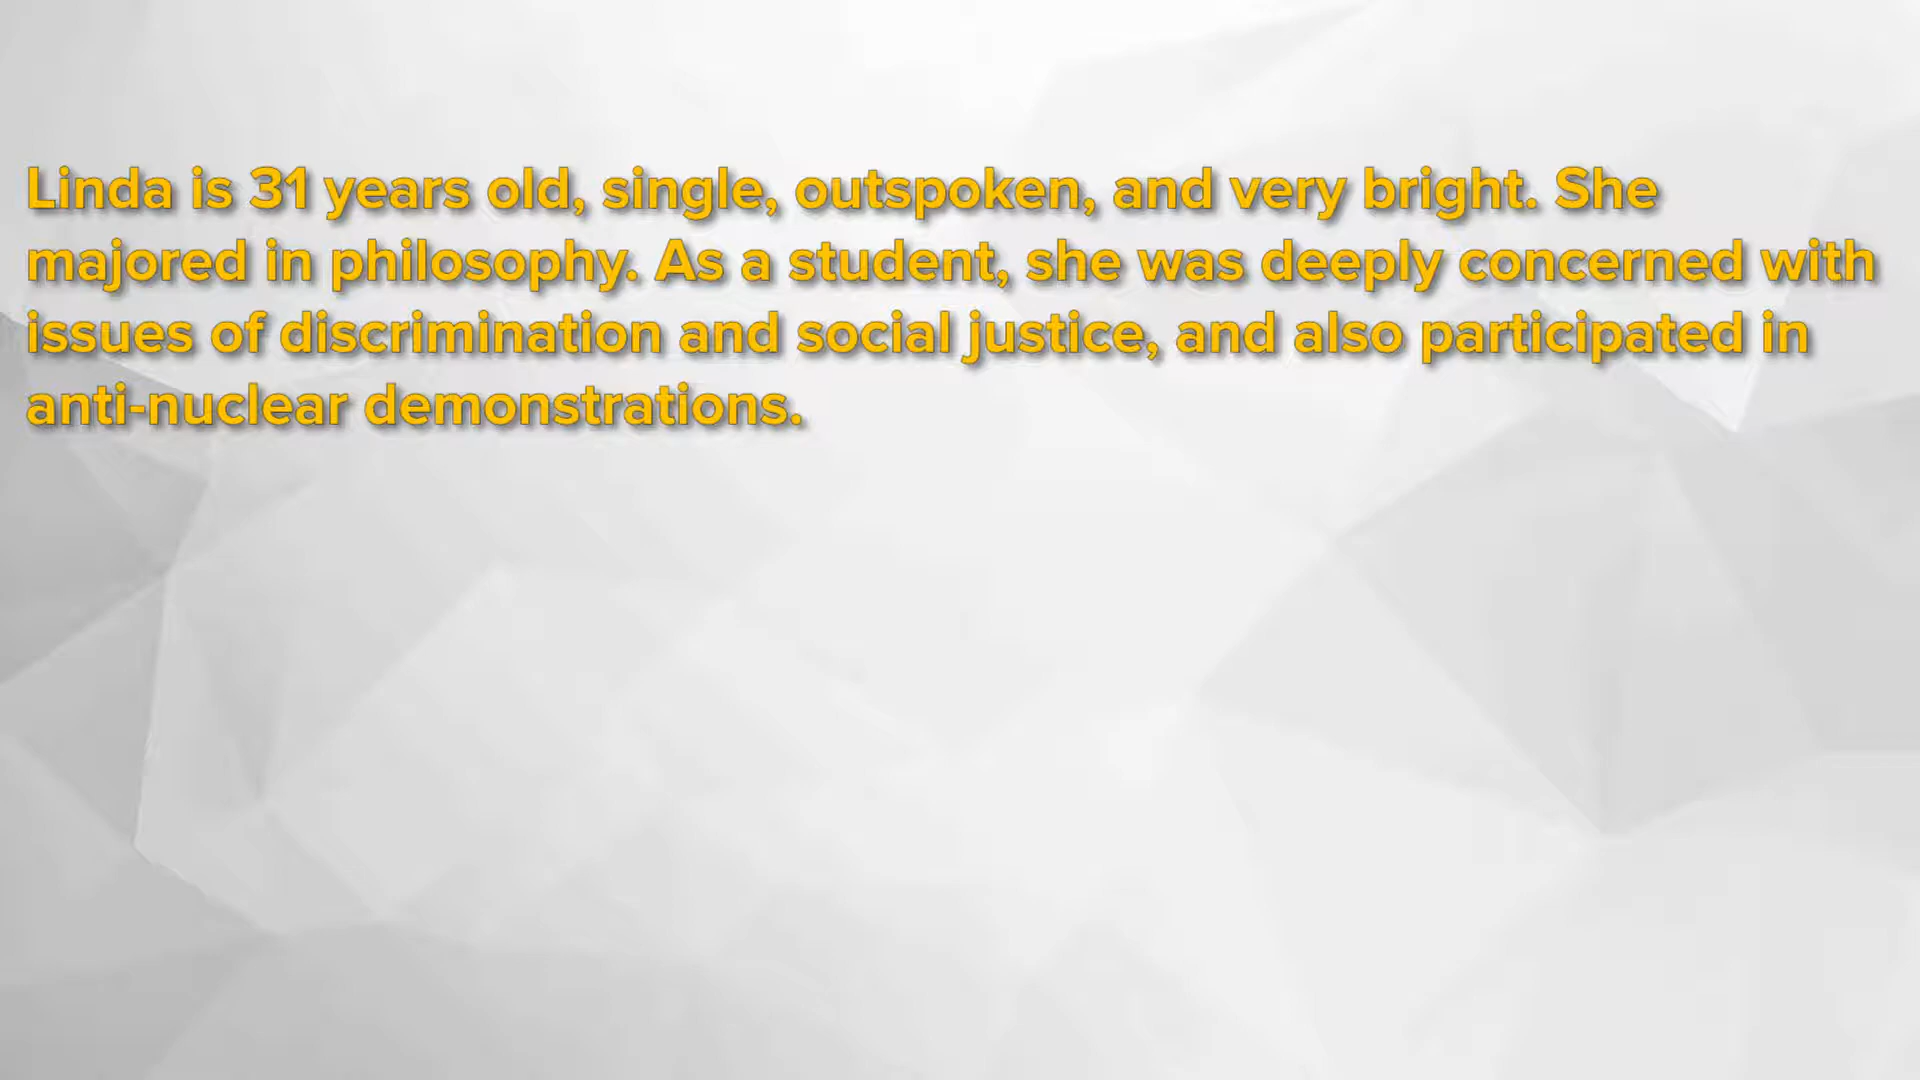 Linda is 31 years old, single, outspoken, and very bright. She
majored in philosophy. As a student, she was deeply concerned with
issues of discrimination and social justice, and also participated in
anti-nuclear demonstrations.